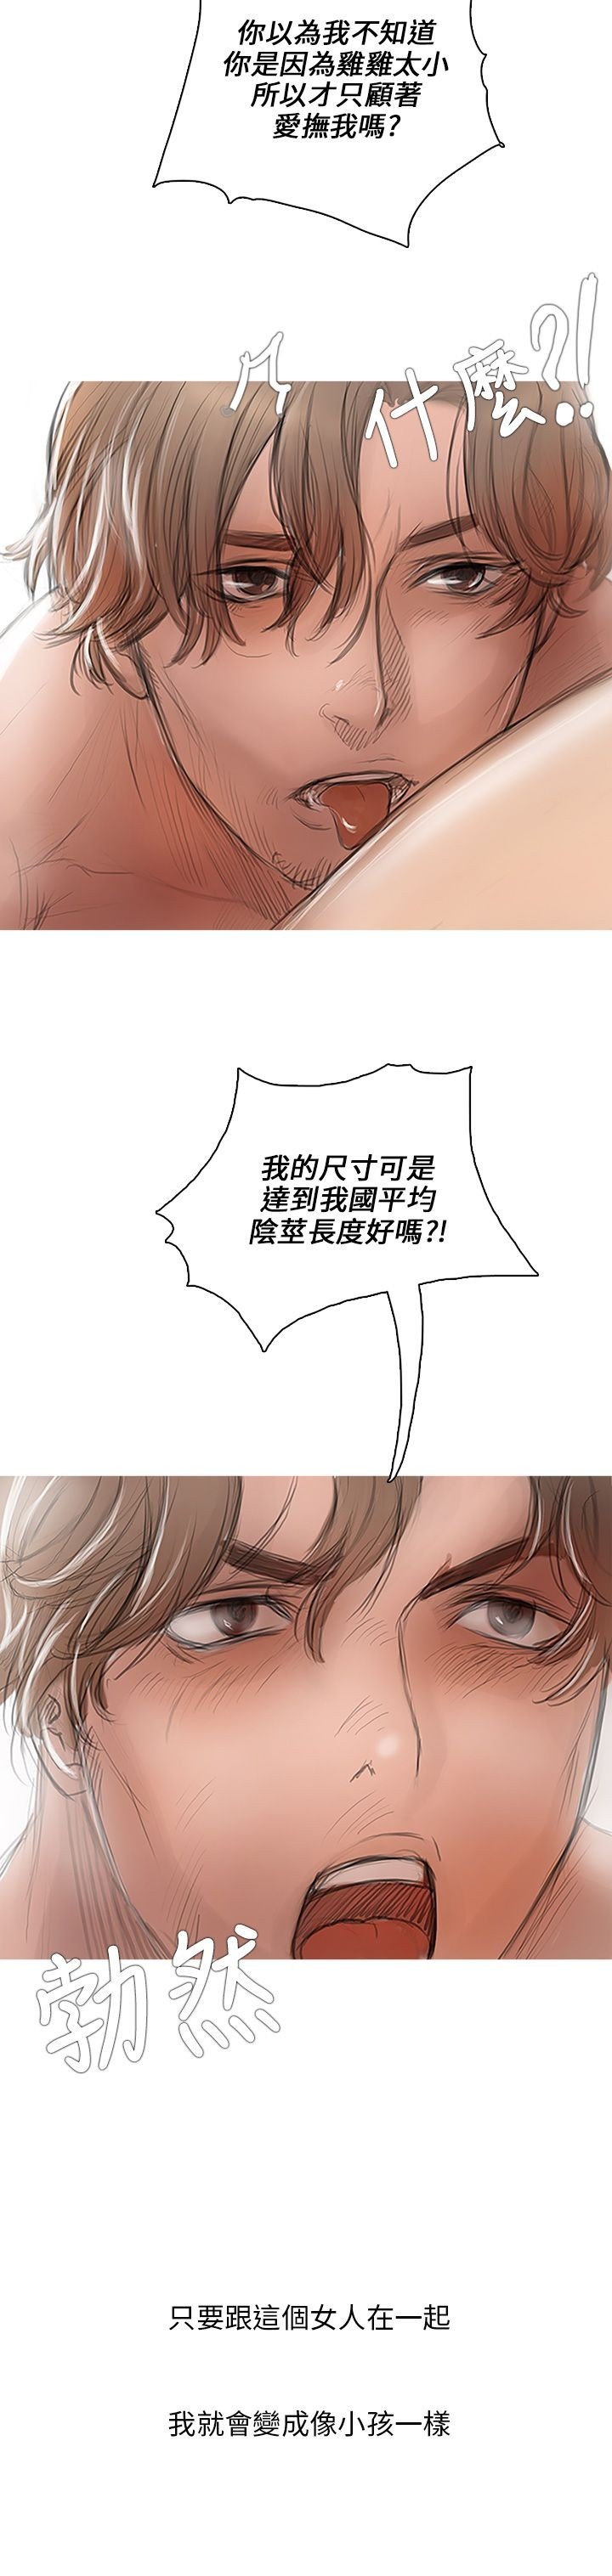 你以為我不知道
你是因為雞雞太小
所以才只顧著
愛撫我嗎?
什麼?!
我的尺寸可是
達到我國平均
陰莖長度好嗎?!
勃然
只要跟這個女人在一起
我就會變成像小孩一樣